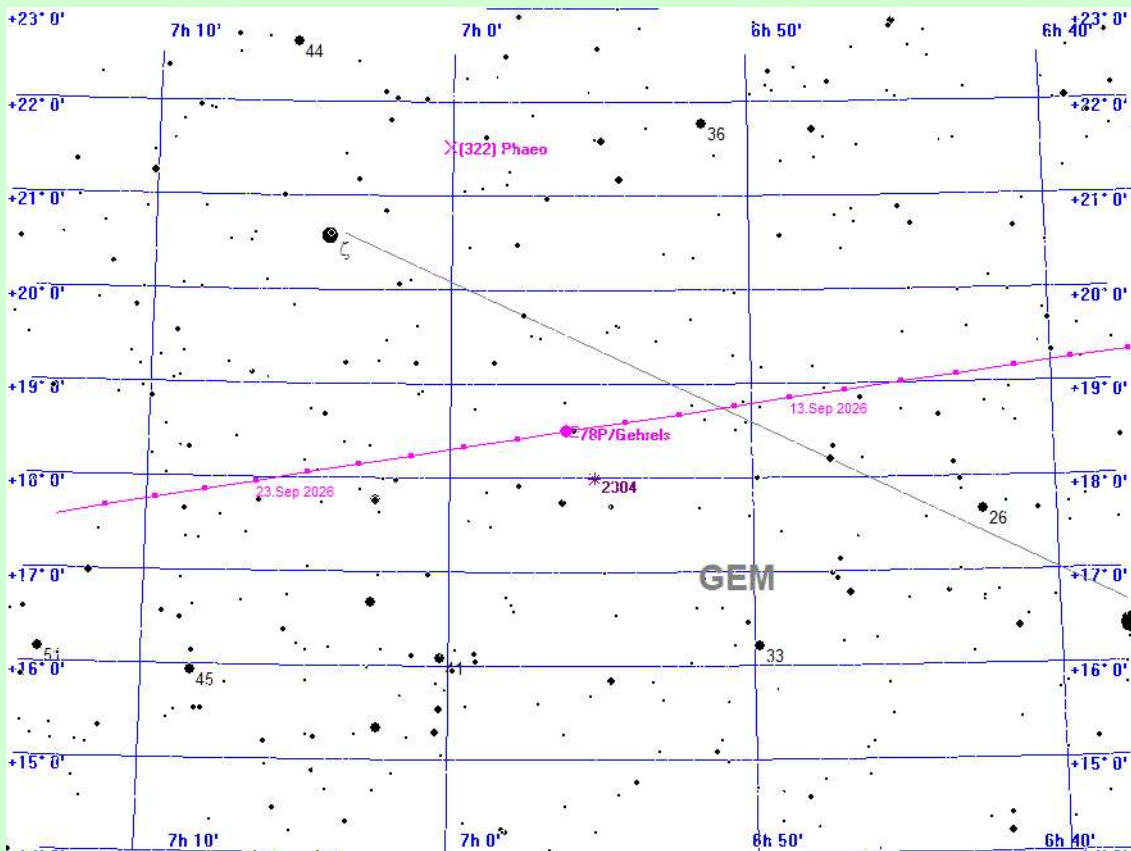 +23° 0'
7h 10'
7h 0'
6h 50'
6h 40'
+23° 0'
44
+22° 0'
+22° 0'
36
(322) Phaeo
+21° 0'
+21° 0'
ζ
+20° 0'
+20° 0'
+19° 0'
+19° 0'
13.Sep 2026
78P/Gehrels
+18° 0'
+18° 0'
23.Sep 2026
2304
26
+17° 0'
GEM
+17° 0'
51
+16° 0'
45
41
33
+16° 0'
+15° 0'
+15° 0'
7h 10'
7h 0'
6h 50'
6h 40'